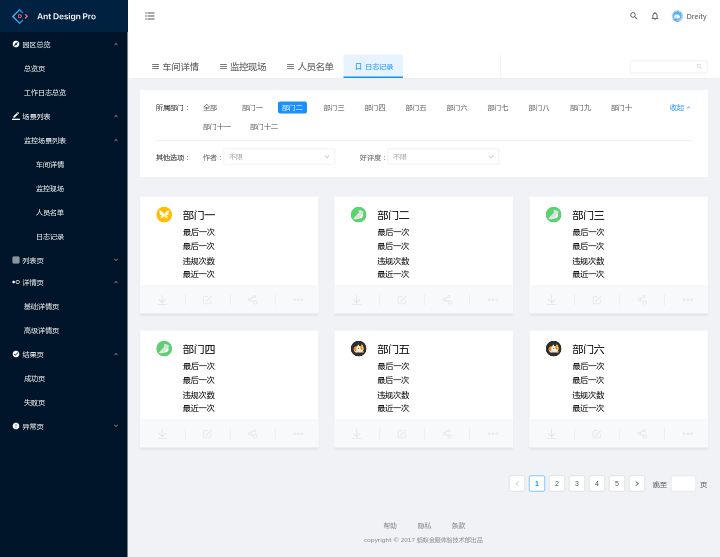 Ant Design Pro
Dreity
园区总览
总览页
工作日志总览
场景列表
监控场景列表
车间详情
监控现场
人员名单
日志记录
列表页
详情页
基础详情页
高级详情页
结果页
成功页
失败页
异常页
车间详情 监控现场 人员名单 日志记录
所属部门： 全部 部门一 部门二 部门三 部门四 部门五 部门六 部门七 部门八 部门九 部门十 收起
部门十一 部门十二
其他选项： 作者： 不限 好评度： 不限
部门一
最后一次
最后一次
违规次数
最近一次
部门二
最后一次
最后一次
违规次数
最近一次
部门三
最后一次
最后一次
违规次数
最近一次
部门四
最后一次
最后一次
违规次数
最近一次
部门五
最后一次
最后一次
违规次数
最近一次
部门六
最后一次
最后一次
违规次数
最近一次
< 1 2 3 4 5 > 跳至 页
帮助 隐私 条款
copyright © 2017 蚂蚁金服体验技术部出品